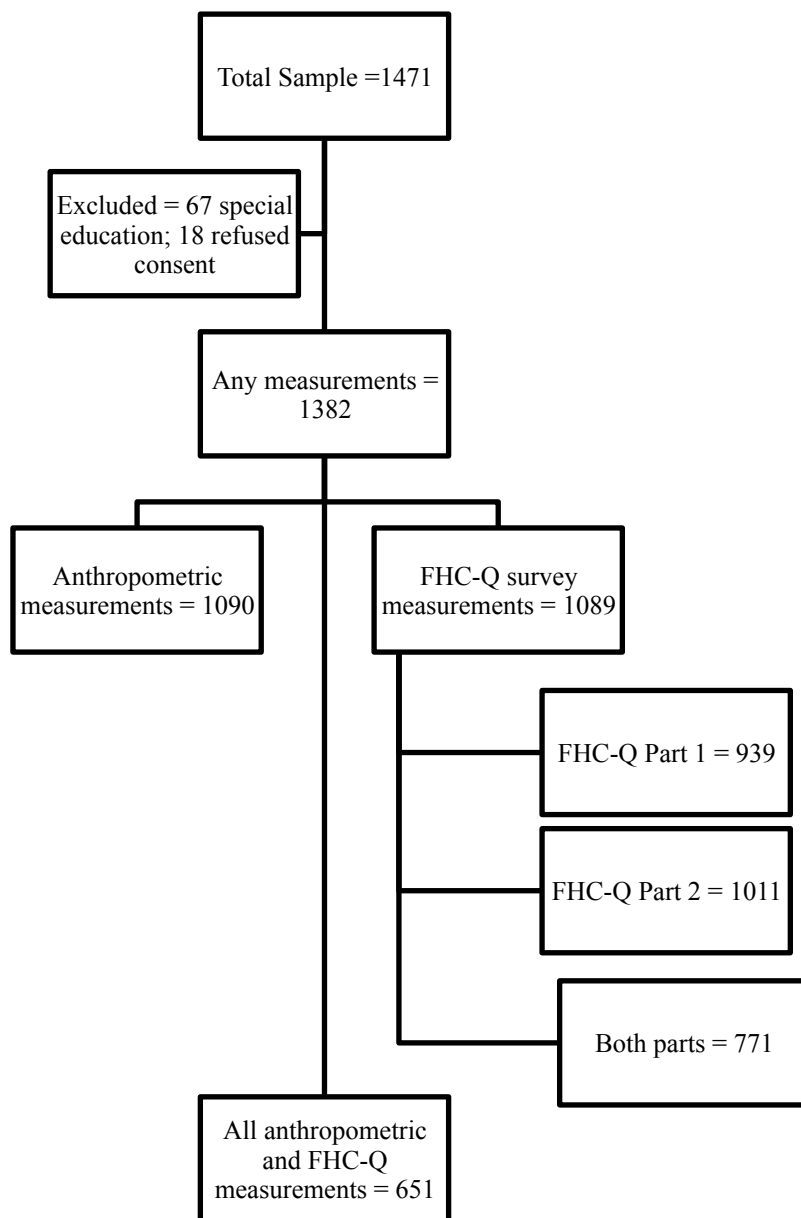 Total Sample =1471
Excluded = 67 special
education; 18 refused
consent
Any measurements =
1382
Anthropometric
measurements = 1090
FHC-Q survey
measurements = 1089
FHC-Q Part 1 = 939
FHC-Q Part 2 = 1011
Both parts = 771
All anthropometric
and FHC-Q
measurements = 651